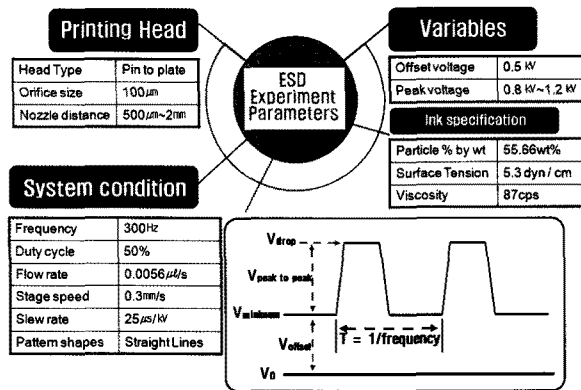 Printing Head
Head Type Pin to plate
Orifice size 100㎛
Nozzle distance 500㎛~2mm
ESD
Experiment
Parameters
Variables
Offset voltage 0.5 kV
Peak voltage 0.8 kV~1.2 kV
Ink specification
Particle % by wt 55.66wt%
Surface Tension 5.3 dyn / cm
Viscosity 87cps
System condition
Frequency 300Hz
Duty cycle 50%
Flow rate 0.0056㎕/s
Stage speed 0.3mm/s
Slew rate 25㎲/kV
Pattern shapes Straight Lines
Vdrop
Vpeak to peak
Vminimum
Voffset
T = 1/frequency
V0